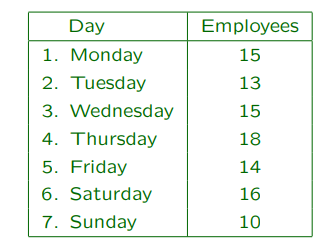 Day Employees
1. Monday 15
2. Tuesday 13
3. Wednesday 15
4. Thursday 18
5. Friday 14
6. Saturday 16
7. Sunday 10